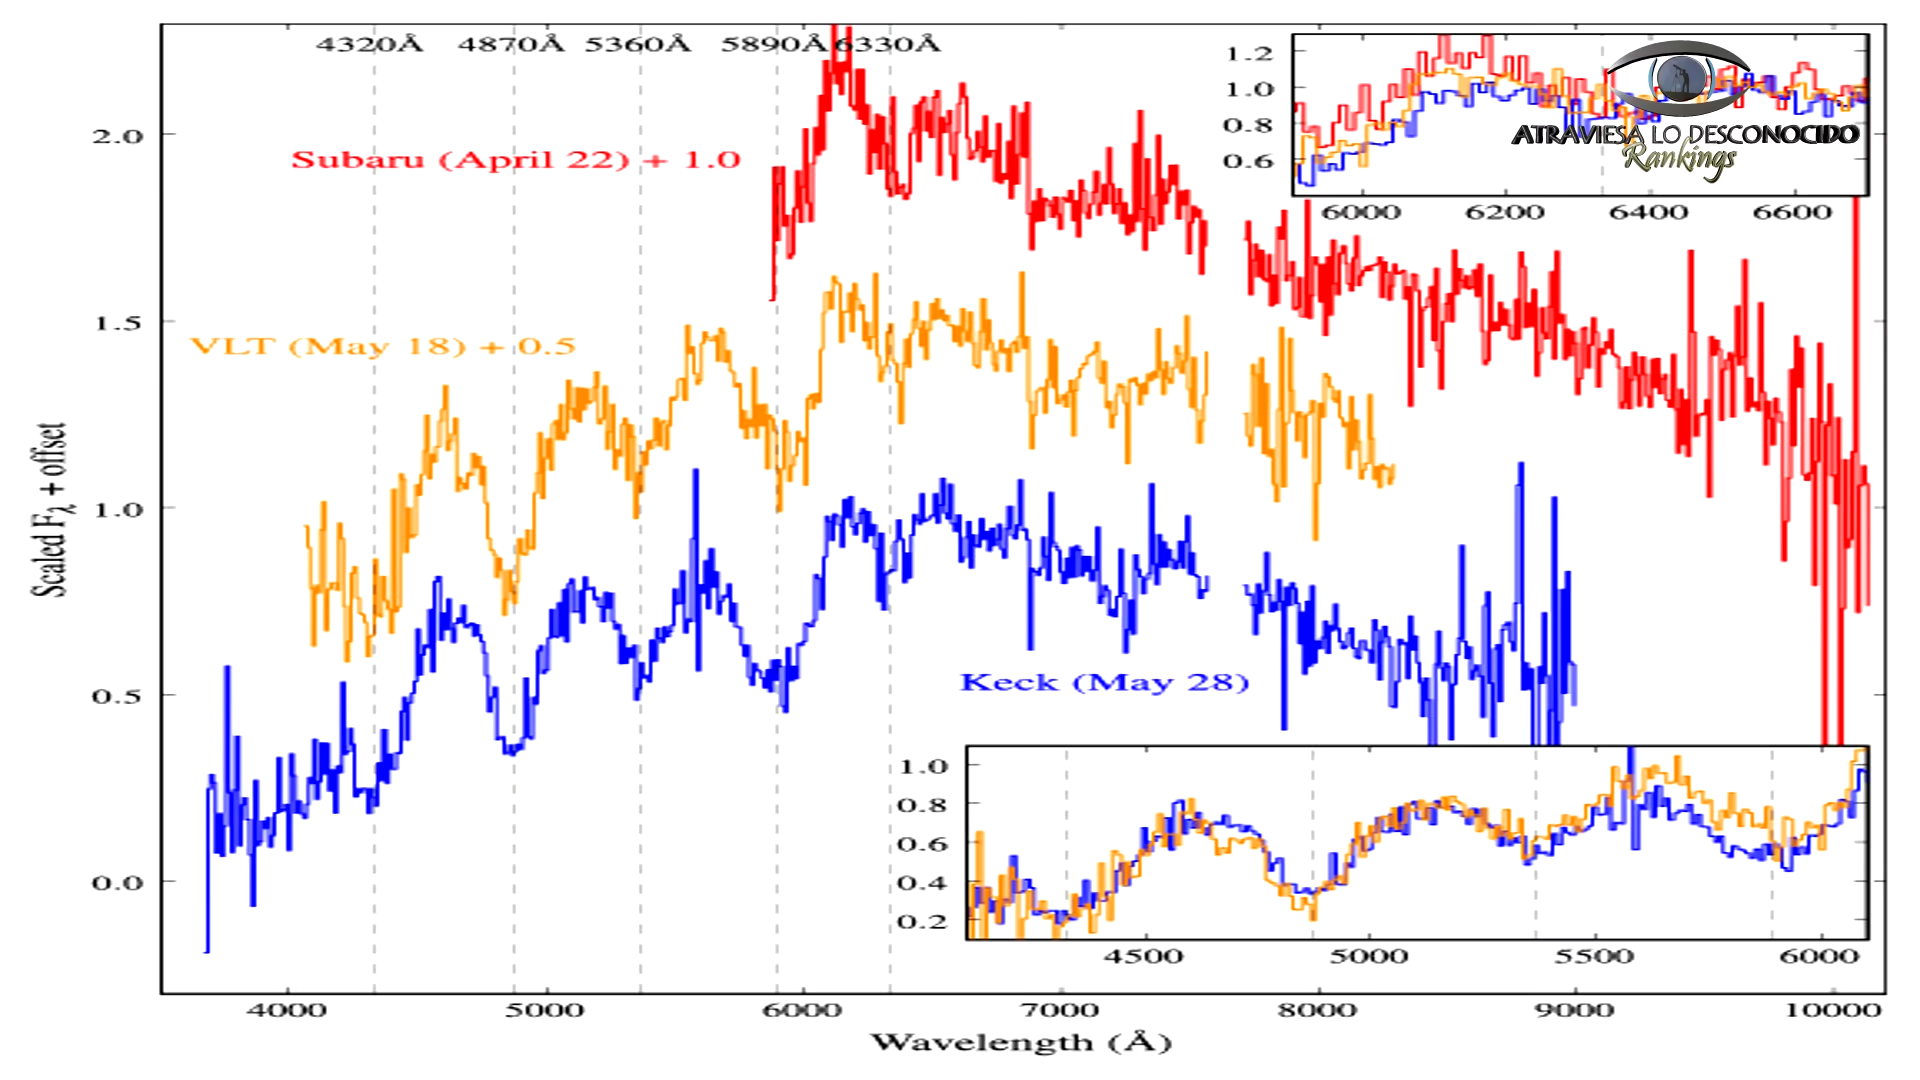 4320Å 4870Å 5360Å 5890Å 6330Å
Subaru (April 22) + 1.0
VLT (May 18) + 0.5
Keck (May 28)
Scaled Fλ + offset
2.0
1.5
1.0
0.5
0.0
4000 5000 6000 7000 8000 9000 10000
Wavelength (Å)
1.2
1.0
0.8
0.6
6000 6200 6400 6600
ATRAVIESA LO DESCONOCIDO
Rankings
1.0
0.8
0.6
0.4
0.2
4500 5000 5500 6000